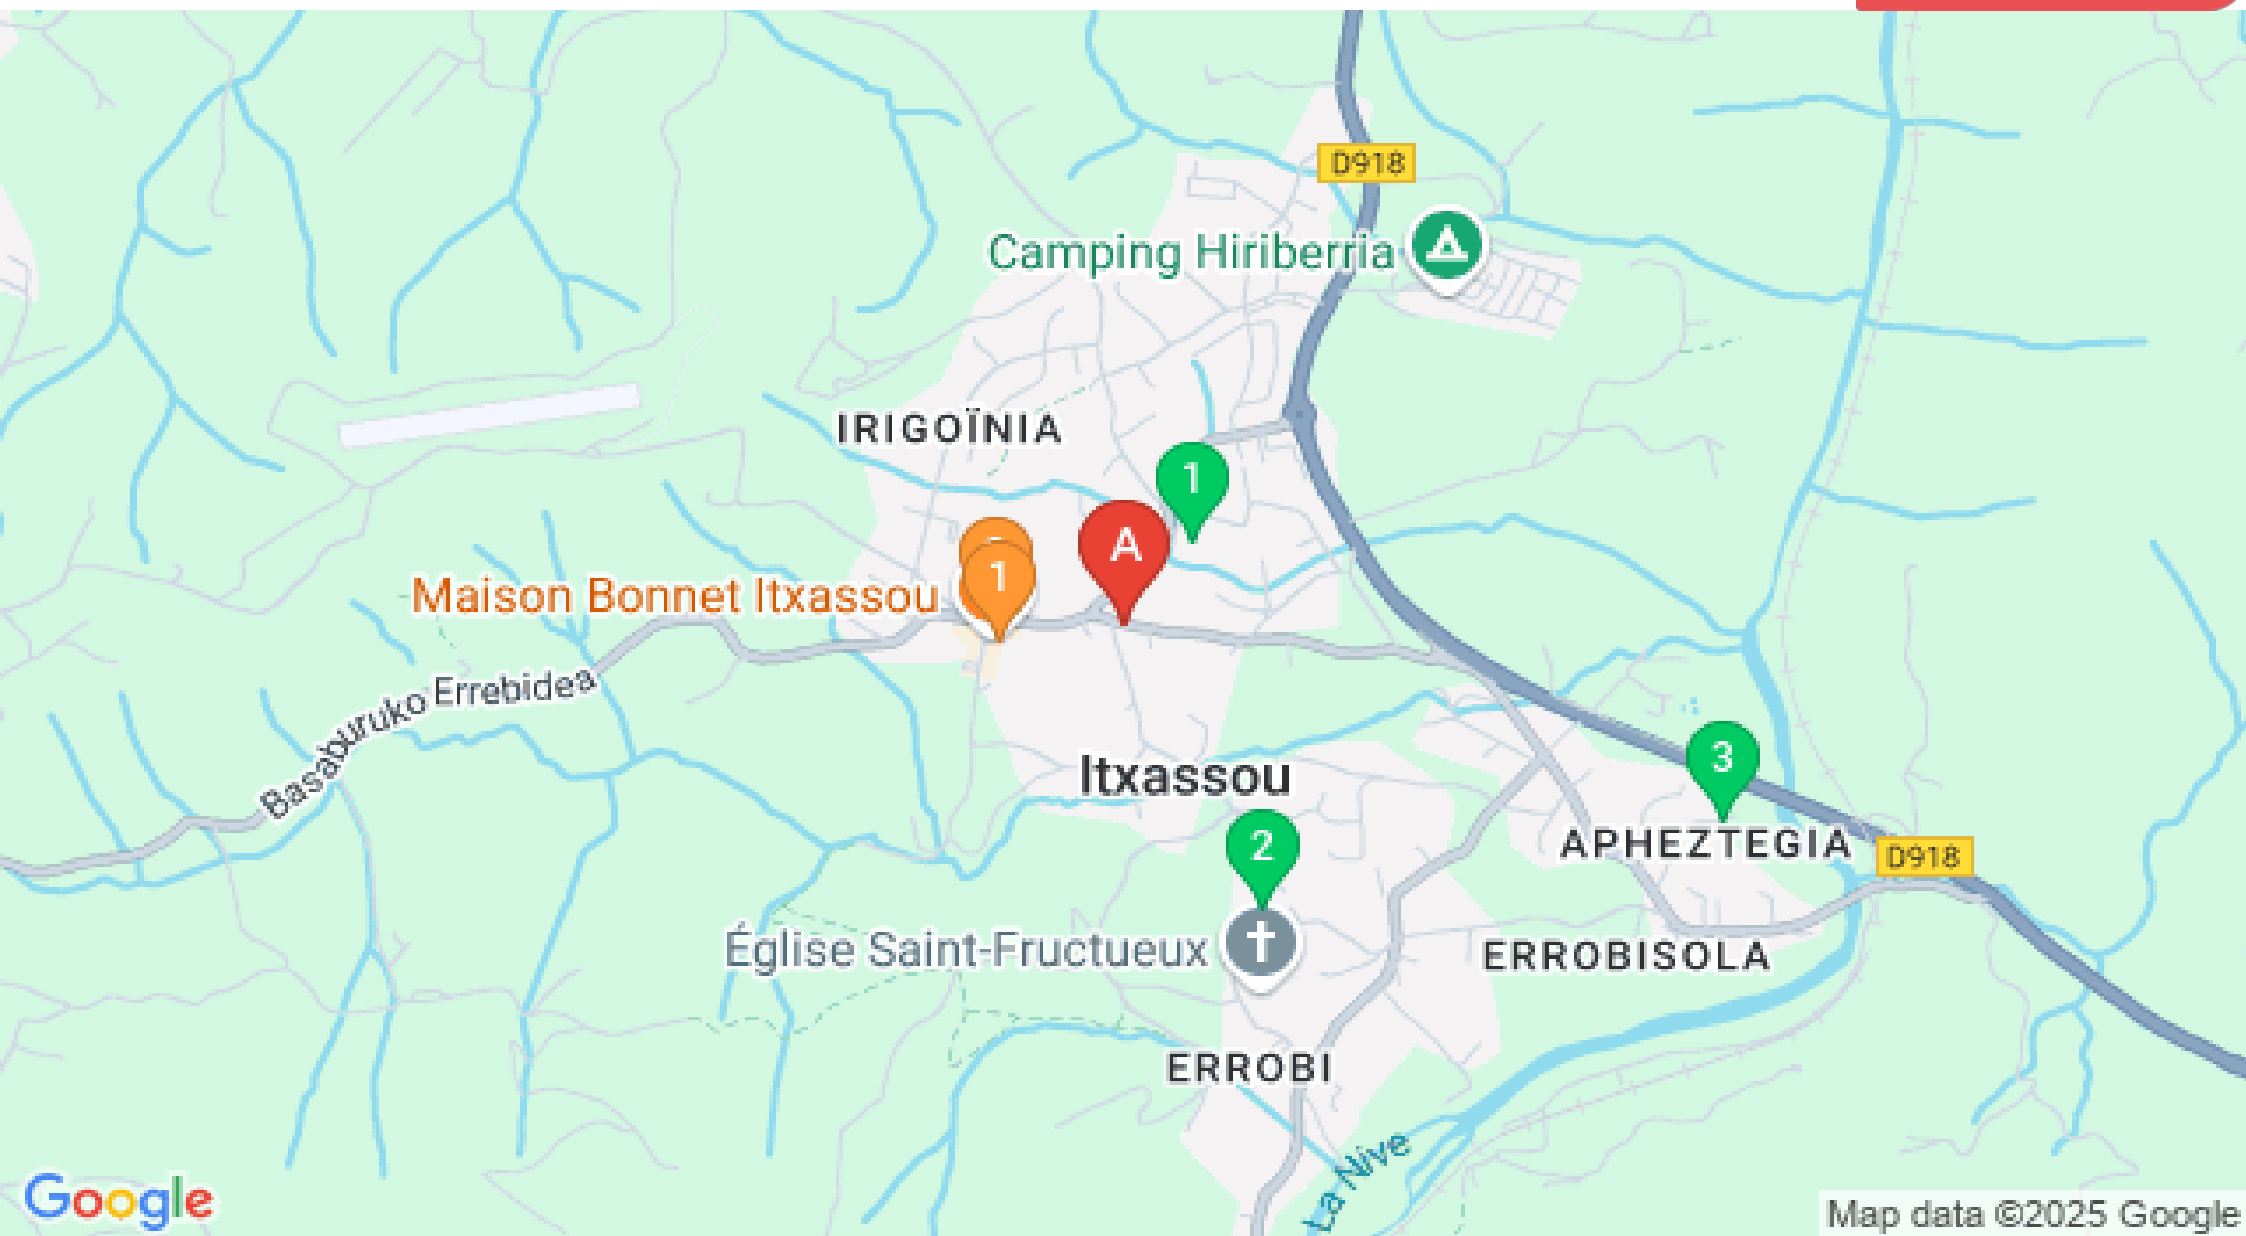 D918
Camping Hiriberria
IRIGOÏNIA
1
A
1
Maison Bonnet Itxassou
Basaburuko Errebidea
Itxassou
3
2
APHEZTEGIA
D918
Église Saint-Fructueux
ERROBISOLA
ERROBI
La Nive
Google
Map data ©2025 Google